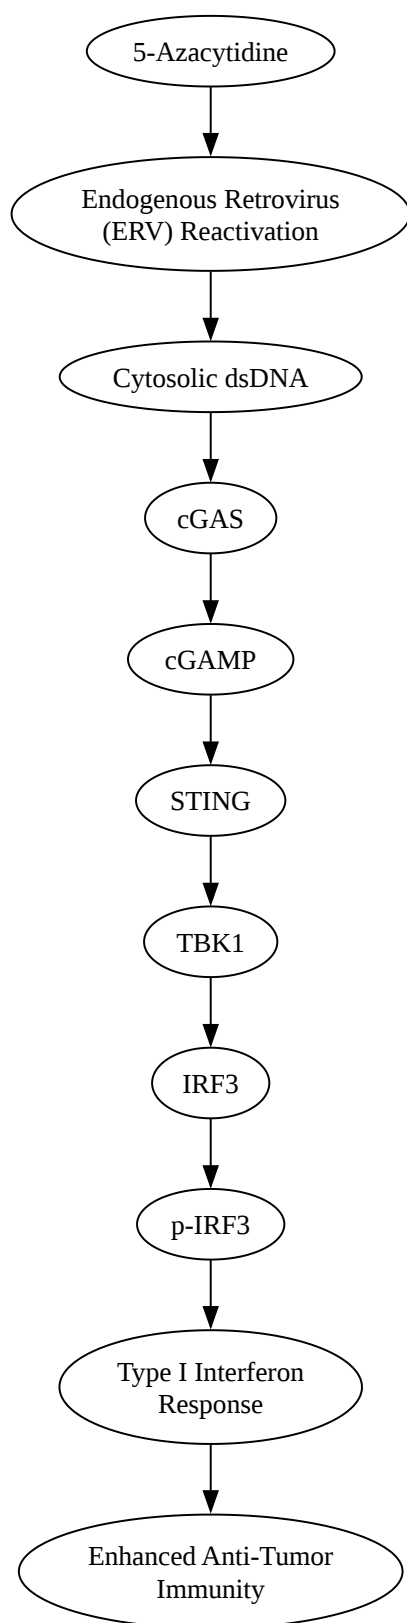 5-Azacytidine
Endogenous Retrovirus
(ERV) Reactivation
Cytosolic dsDNA
cGAS
cGAMP
STING
TBK1
IRF3
p-IRF3
Type I Interferon
Response
Enhanced Anti-Tumor
Immunity